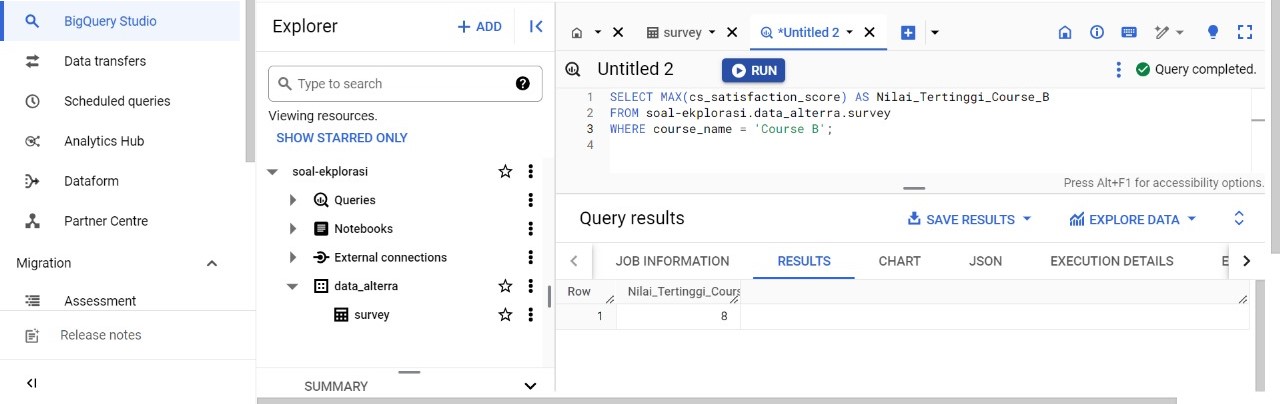 BigQuery Studio
Data transfers
Scheduled queries
Analytics Hub
Dataform
Partner Centre
Migration
Assessment
Release notes
Explorer
+ ADD
Type to search
Viewing resources.
SHOW STARRED ONLY
soal-ekplorasi
Queries
Notebooks
External connections
data_alterra
survey
SUMMARY
survey
*Untitled 2
Untitled 2
RUN
Query completed.
1 SELECT MAX(cs_satisfaction_score) AS Nilai_Tertinggi_Course_B
2 FROM soal-ekplorasi.data_alterra.survey
3 WHERE course_name = 'Course B';
4
Press Alt+F1 for accessibility options.
Query results
SAVE RESULTS
EXPLORE DATA
JOB INFORMATION
RESULTS
CHART
JSON
EXECUTION DETAILS
E
Row Nilai_Tertinggi_Cours
1 8